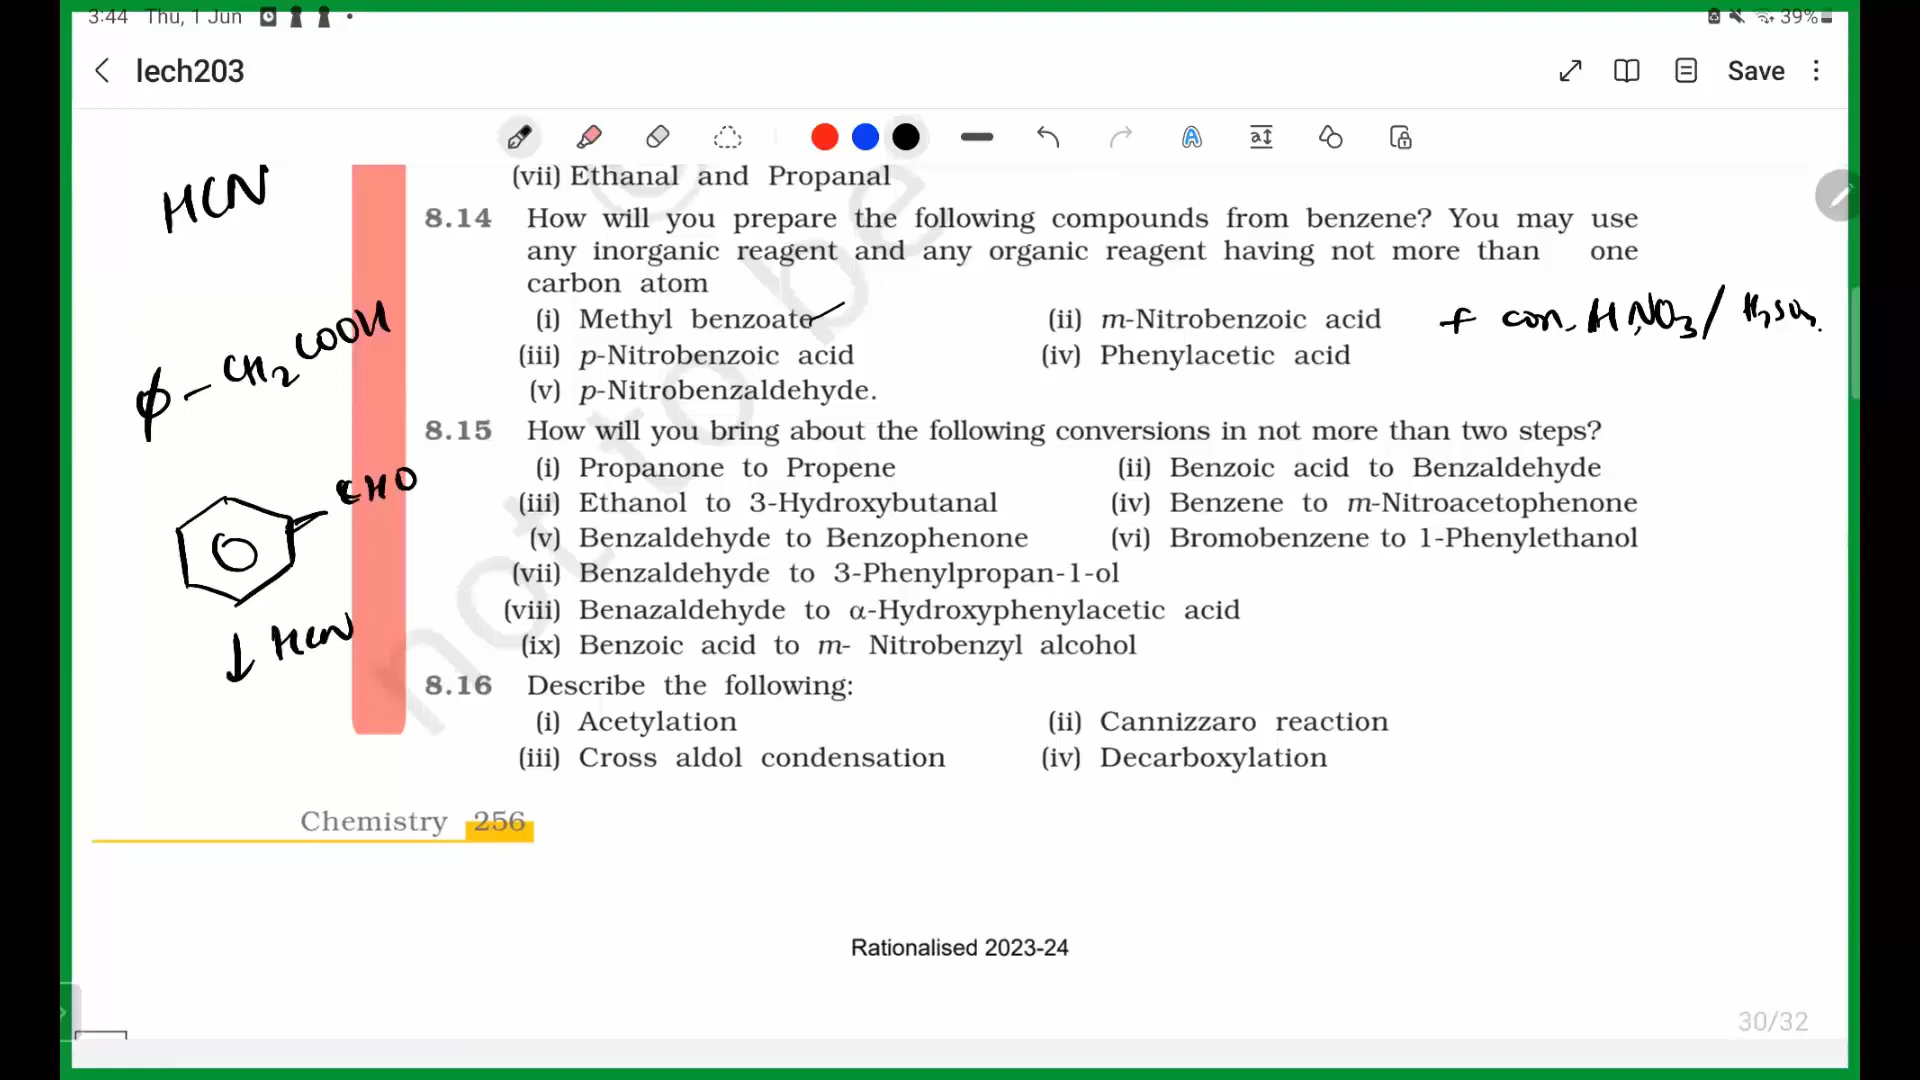 3:44 Thu, 1 Jun
39%
lech203
Save
(vii) Ethanal and Propanal
HCN
8.14 How will you prepare the following compounds from benzene? You may use
any inorganic reagent and any organic reagent having not more than one
carbon atom
(i) Methyl benzoate (ii) m-Nitrobenzoic acid + con. HNO3 / H2SO4
(iii) p-Nitrobenzoic acid (iv) Phenylacetic acid
ϕ-CH2COOH
(v) p-Nitrobenzaldehyde.
8.15 How will you bring about the following conversions in not more than two steps?
(i) Propanone to Propene (ii) Benzoic acid to Benzaldehyde
CHO
(iii) Ethanol to 3-Hydroxybutanal (iv) Benzene to m-Nitroacetophenone
(v) Benzaldehyde to Benzophenone (vi) Bromobenzene to 1-Phenylethanol
(vii) Benzaldehyde to 3-Phenylpropan-1-ol
(viii) Benazaldehyde to α-Hydroxyphenylacetic acid
↓ HCN
(ix) Benzoic acid to m- Nitrobenzyl alcohol
8.16 Describe the following:
(i) Acetylation (ii) Cannizzaro reaction
(iii) Cross aldol condensation (iv) Decarboxylation
not to be
Chemistry 256
Rationalised 2023-24
30/32